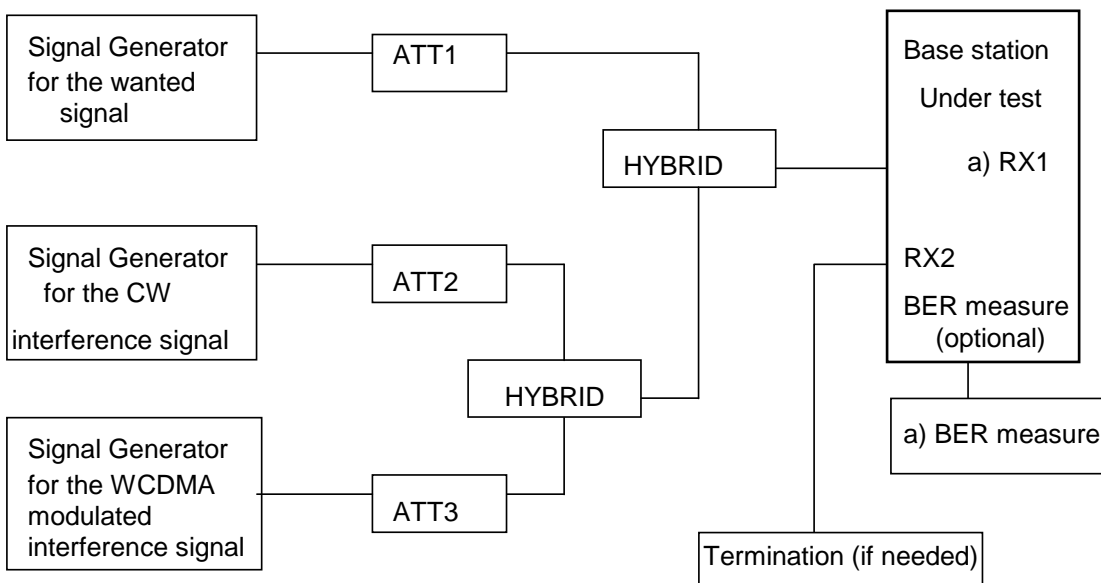 Signal Generator
for the wanted
signal
ATT1
HYBRID
Base station
Under test
a) RX1
RX2
BER measure
(optional)
Signal Generator
for the CW
interference signal
ATT2
HYBRID
Signal Generator
for the WCDMA
modulated
interference signal
ATT3
a) BER measure
Termination (if needed)